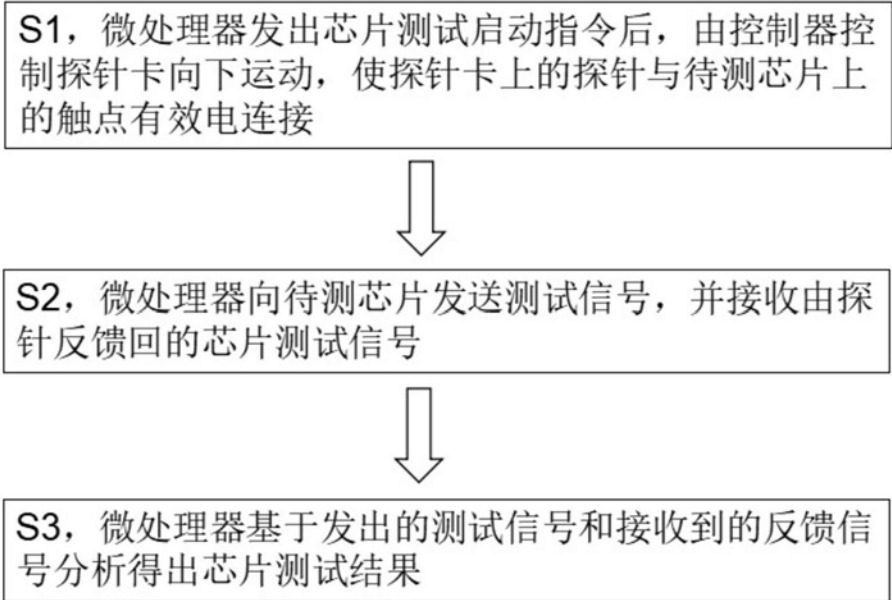 S1，微处理器发出芯片测试启动指令后，由控制器控
制探针卡向下运动，使探针卡上的探针与待测芯片上
的触点有效电连接
S2，微处理器向待测芯片发送测试信号，并接收由探
针反馈回的芯片测试信号
S3，微处理器基于发出的测试信号和接收到的反馈信
号分析得出芯片测试结果